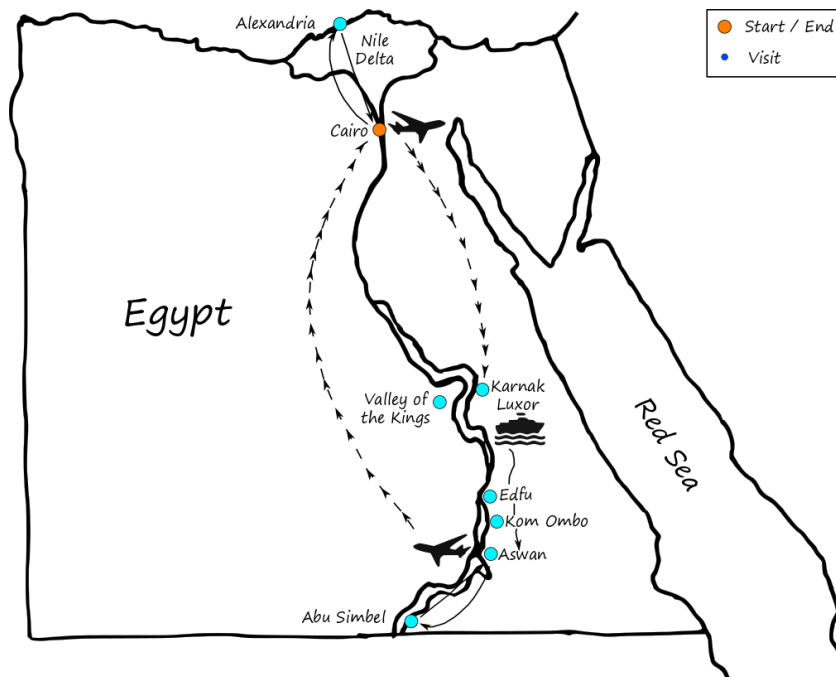 Alexandria
Nile
Delta
Start / End
Visit
Cairo
Egypt
Karnak
Luxor
Valley of
the Kings
Red Sea
Edfu
Kom Ombo
Aswan
Abu Simbel